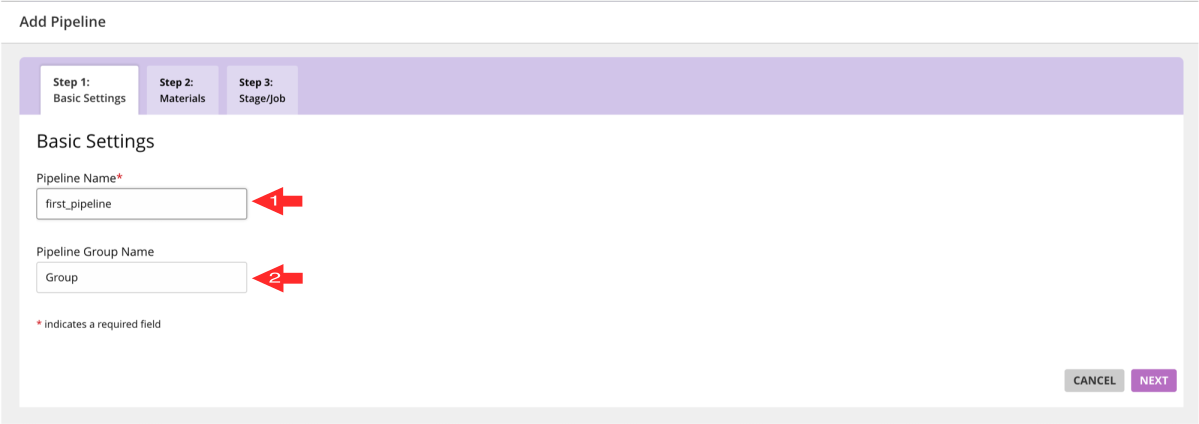 Add Pipeline
Step 1:
Basic Settings
Step 2:
Materials
Step 3:
Stage/Job
Basic Settings
Pipeline Name*
first_pipeline
1
Pipeline Group Name
Group
2
* indicates a required field
CANCEL
NEXT